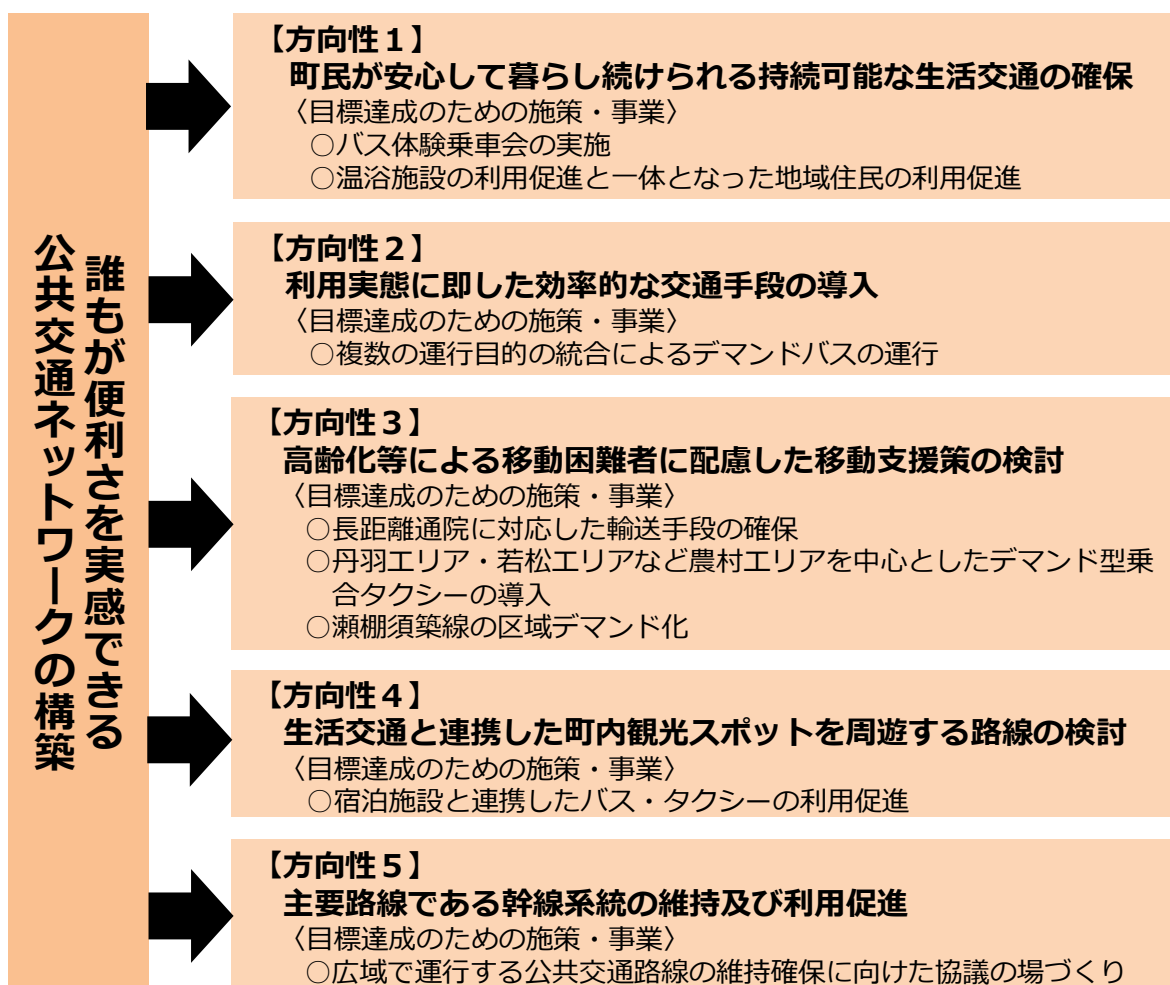 誰もが便利さを実感できる
公共交通ネットワークの構築
【方向性１】
町民が安心して暮らし続けられる持続可能な生活交通の確保
〈目標達成のための施策・事業〉
○バス体験乗車会の実施
○温浴施設の利用促進と一体となった地域住民の利用促進
【方向性２】
利用実態に即した効率的な交通手段の導入
〈目標達成のための施策・事業〉
○複数の運行目的の統合によるデマンドバスの運行
【方向性３】
高齢化等による移動困難者に配慮した移動支援策の検討
〈目標達成のための施策・事業〉
○長距離通院に対応した輸送手段の確保
○丹羽エリア・若松エリアなど農村エリアを中心としたデマンド型乗
合タクシーの導入
○瀬棚須築線の区域デマンド化
【方向性４】
生活交通と連携した町内観光スポットを周遊する路線の検討
〈目標達成のための施策・事業〉
○宿泊施設と連携したバス・タクシーの利用促進
【方向性５】
主要路線である幹線系統の維持及び利用促進
〈目標達成のための施策・事業〉
○広域で運行する公共交通路線の維持確保に向けた協議の場づくり